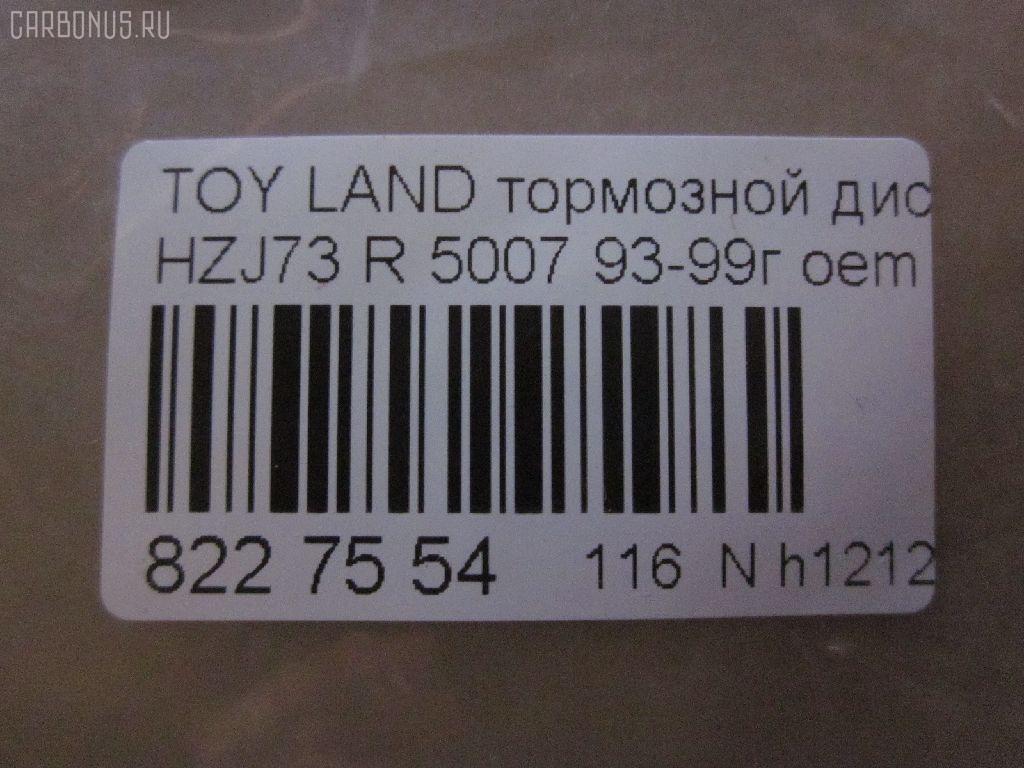 CARBONUS.RU
TOY LAND тормозной дис
HZJ73 R 5007 93-99г oem
822 75 54 116 N h1212